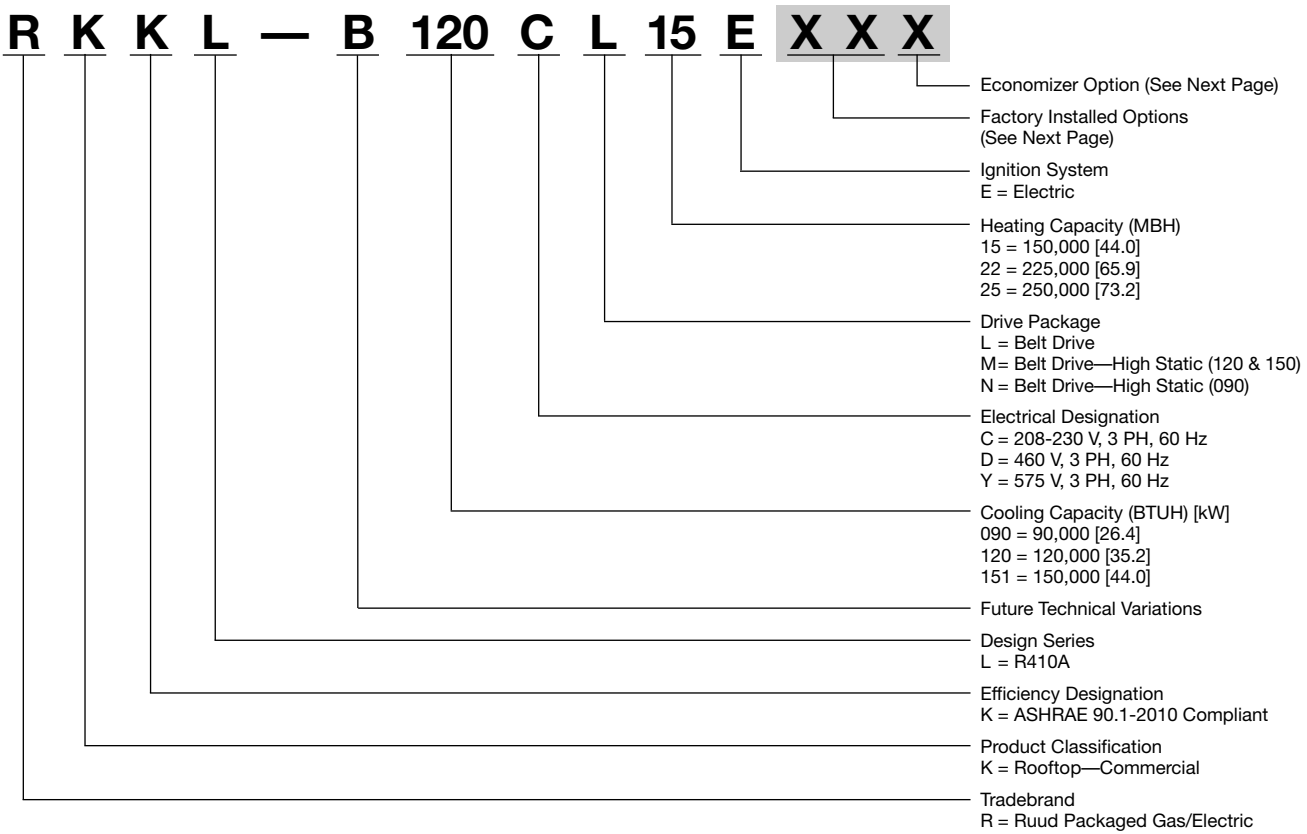 R K K L — B 120 C L 15 E X X X
Economizer Option (See Next Page)
Factory Installed Options
(See Next Page)
Ignition System
E = Electric
Heating Capacity (MBH)
15 = 150,000 [44.0]
22 = 225,000 [65.9]
25 = 250,000 [73.2]
Drive Package
L = Belt Drive
M= Belt Drive—High Static (120 & 150)
N = Belt Drive—High Static (090)
Electrical Designation
C = 208-230 V, 3 PH, 60 Hz
D = 460 V, 3 PH, 60 Hz
Y = 575 V, 3 PH, 60 Hz
Cooling Capacity (BTUH) [kW]
090 = 90,000 [26.4]
120 = 120,000 [35.2]
151 = 150,000 [44.0]
Future Technical Variations
Design Series
L = R410A
Efficiency Designation
K = ASHRAE 90.1-2010 Compliant
Product Classification
K = Rooftop—Commercial
Tradebrand
R = Ruud Packaged Gas/Electric